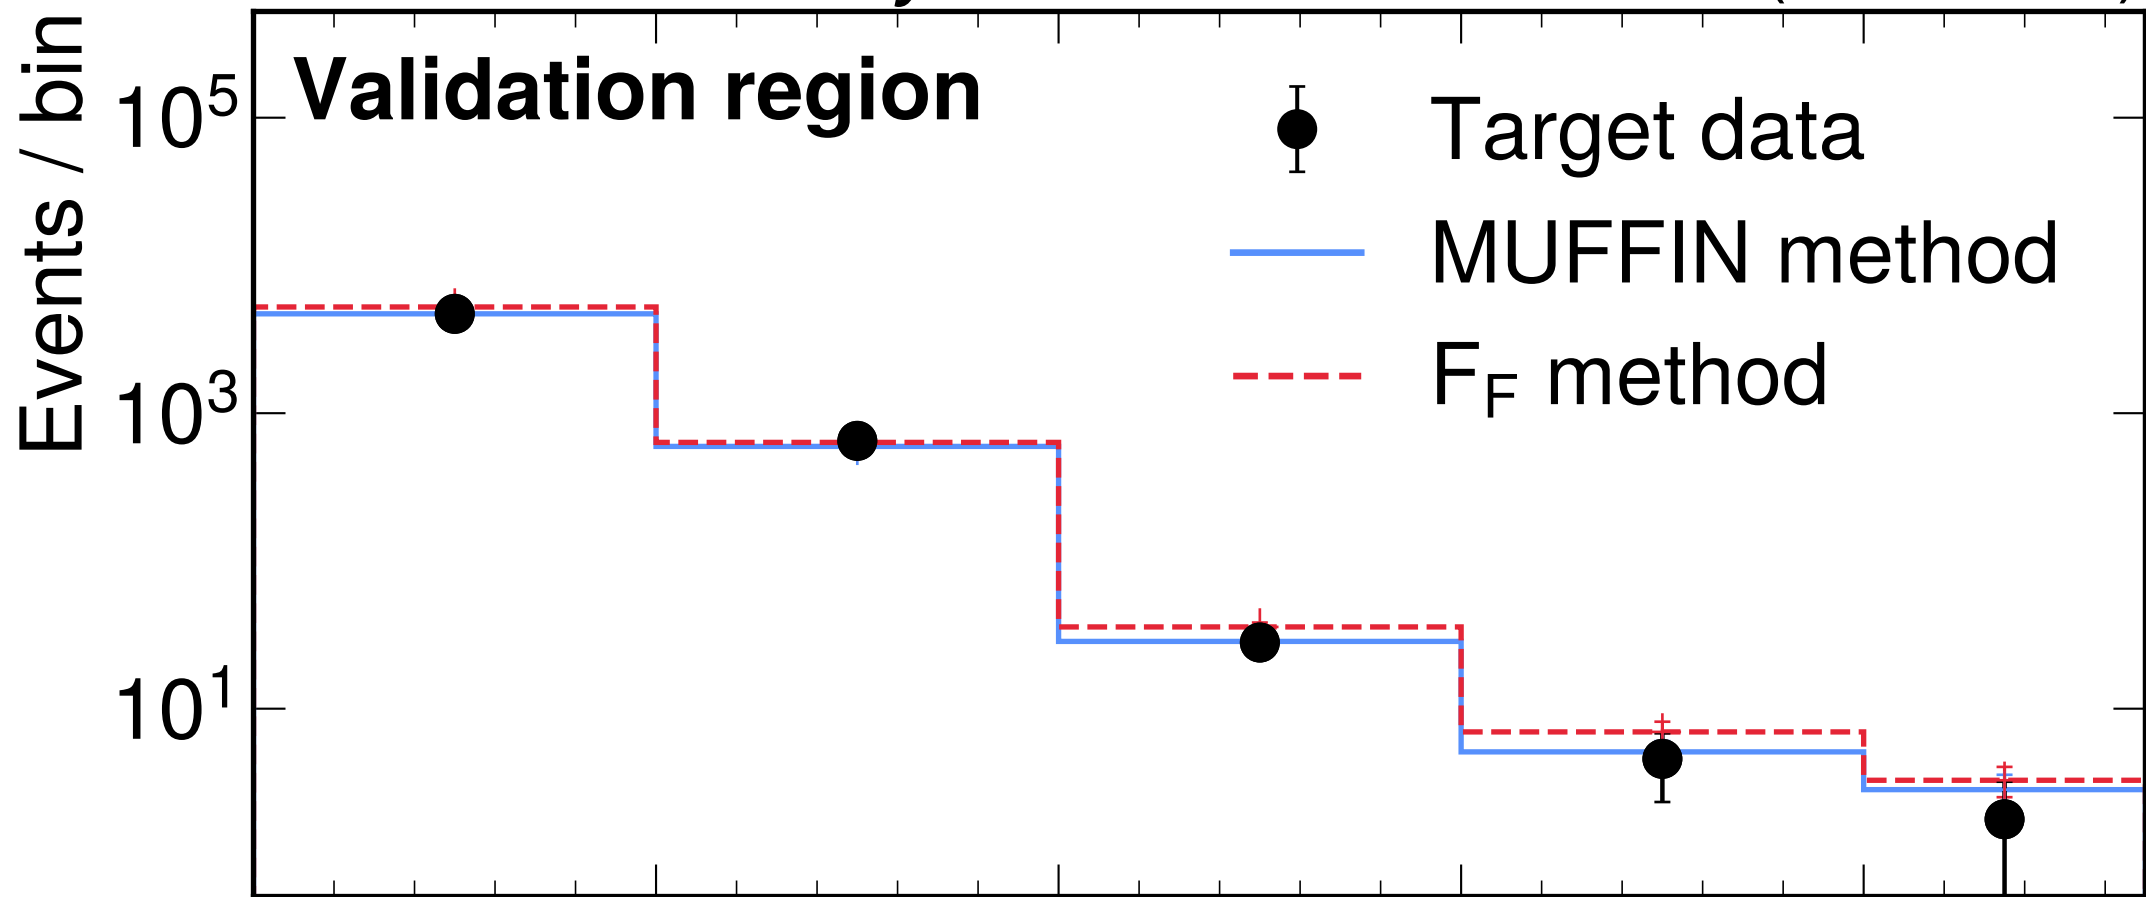 Validation region
Events / bin
10^5
10^3
10^1
Target data
MUFFIN method
F_F method